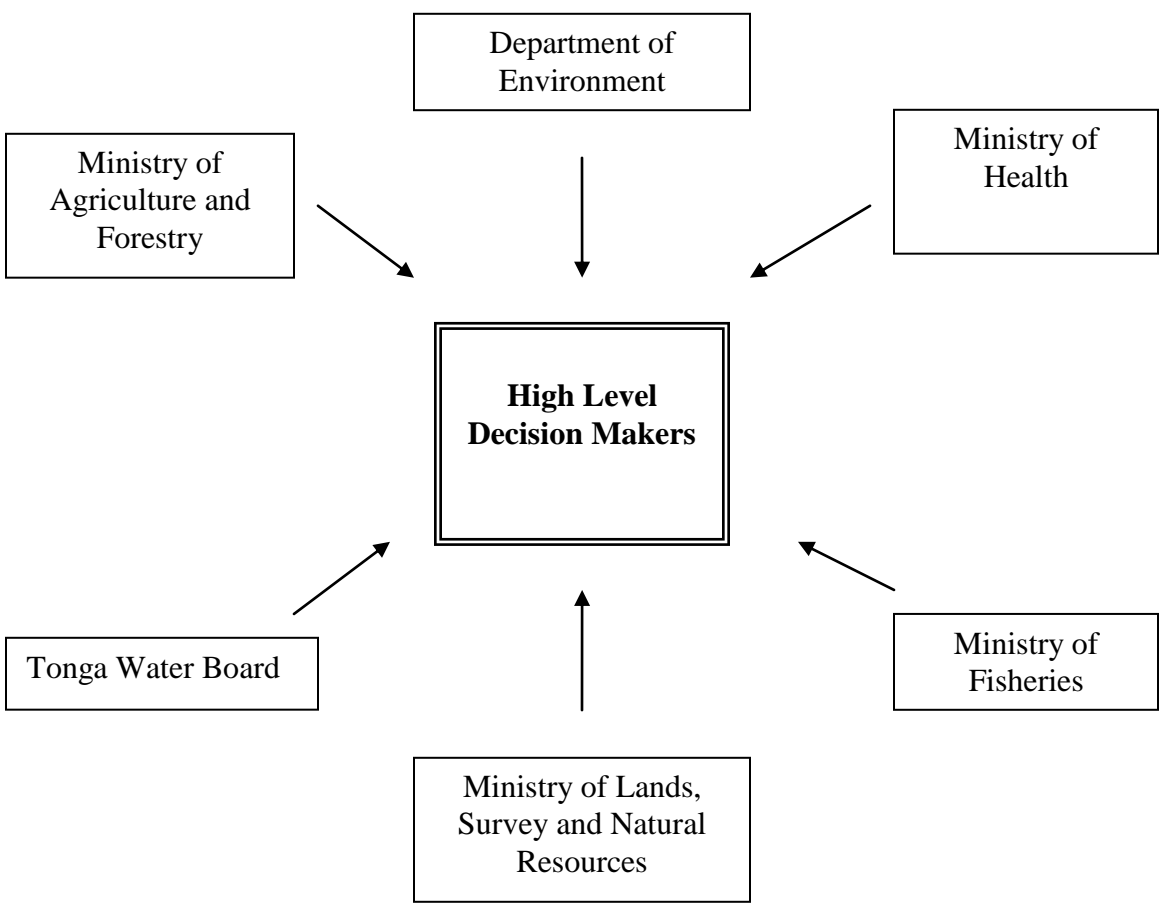 Department of
Environment
Ministry of
Health
Ministry of
Agriculture and
Forestry
High Level
Decision Makers
Tonga Water Board
Ministry of
Fisheries
Ministry of Lands,
Survey and Natural
Resources